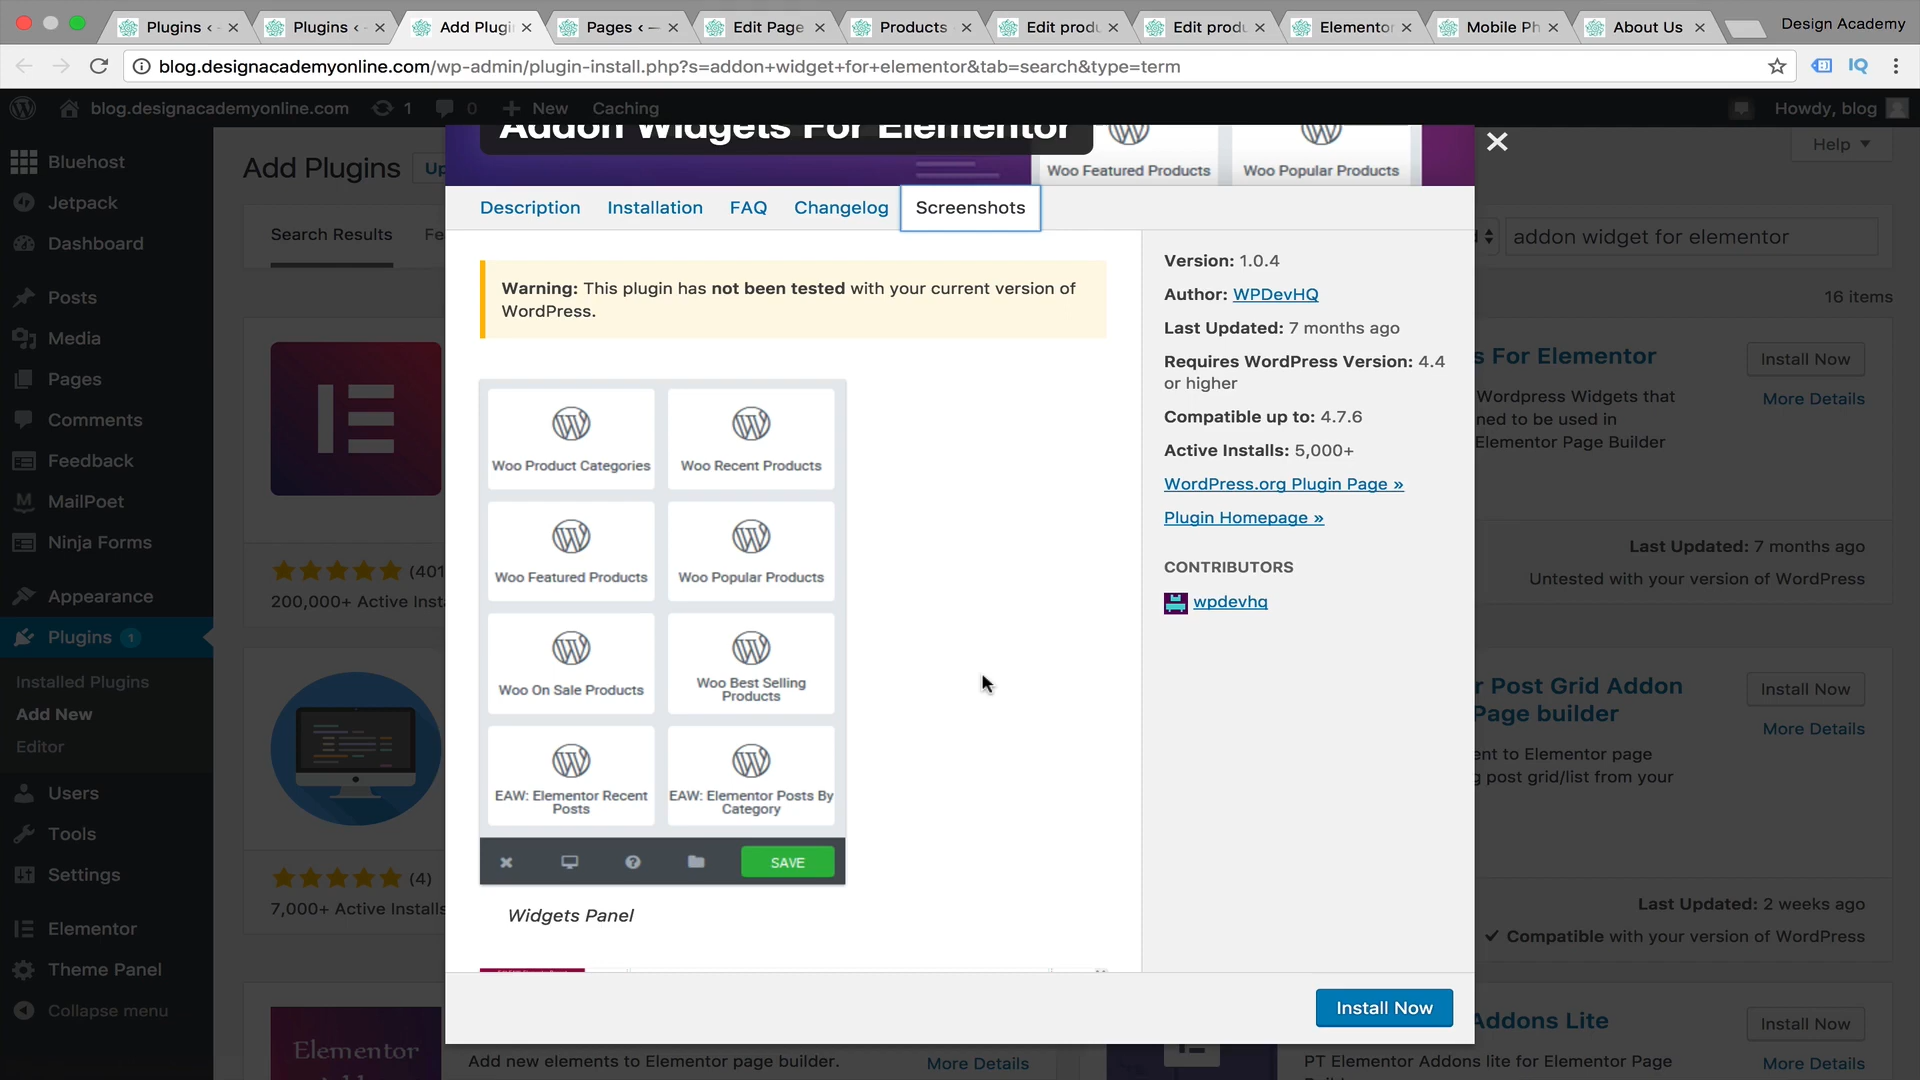 Plugins ‹
Plugins ‹
Add Plugi
Pages ‹ —
Edit Page
Products
Edit produ
Edit produ
Elementor
Mobile Ph
About Us
Design Academy
blog.designacademyonline.com/wp-admin/plugin-install.php?s=addon+widget+for+elementor&tab=search&type=term
blog.designacademyonline.com
1
0
New
Caching
Howdy, blog
Bluehost
Jetpack
Dashboard
Posts
Media
Pages
Comments
Feedback
MailPoet
Ninja Forms
Appearance
Plugins 1
Installed Plugins
Add New
Editor
Users
Tools
Settings
Elementor
Theme Panel
Collapse menu
Add Plugins
Help
Search Results
addon widget for elementor
16 items
Addon Widgets For Elementor
Woo Featured Products
Woo Popular Products
Description
Installation
FAQ
Changelog
Screenshots
Warning: This plugin has not been tested with your current version of
WordPress.
Woo Product Categories
Woo Recent Products
Woo Featured Products
Woo Popular Products
Woo On Sale Products
Woo Best Selling
Products
EAW: Elementor Recent
Posts
EAW: Elementor Posts By
Category
SAVE
Widgets Panel
Version: 1.0.4
Author: WPDevHQ
Last Updated: 7 months ago
Requires WordPress Version: 4.4
or higher
Compatible up to: 4.7.6
Active Installs: 5,000+
WordPress.org Plugin Page »
Plugin Homepage »
CONTRIBUTORS
wpdevhq
Install Now
(401
200,000+ Active Inst
(4)
7,000+ Active Installs
s For Elementor
Install Now
More Details
Wordpress Widgets that
ned to be used in
Elementor Page Builder
Last Updated: 7 months ago
Untested with your version of WordPress
r Post Grid Addon
Page builder
Install Now
More Details
ent to Elementor page
g post grid/list from your
Last Updated: 2 weeks ago
Compatible with your version of WordPress
Elementor
Add new elements to Elementor page builder.
More Details
Addons Lite
Install Now
PT Elementor Addons lite for Elementor Page
More Details